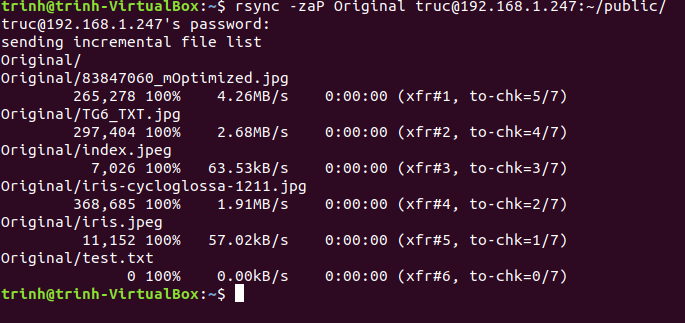 trinh@trinh-VirtualBox:~$ rsync -zaP Original truc@192.168.1.247:~/public/
truc@192.168.1.247's password:
sending incremental file list
Original/
Original/83847060_mOptimized.jpg
        265,278 100%    4.26MB/s    0:00:00 (xfr#1, to-chk=5/7)
Original/TG6_TXT.jpg
        297,404 100%    2.68MB/s    0:00:00 (xfr#2, to-chk=4/7)
Original/index.jpeg
          7,026 100%   63.53kB/s    0:00:00 (xfr#3, to-chk=3/7)
Original/iris-cycloglossa-1211.jpg
        368,685 100%    1.91MB/s    0:00:00 (xfr#4, to-chk=2/7)
Original/iris.jpeg
         11,152 100%   57.02kB/s    0:00:00 (xfr#5, to-chk=1/7)
Original/test.txt
              0 100%    0.00kB/s    0:00:00 (xfr#6, to-chk=0/7)
trinh@trinh-VirtualBox:~$